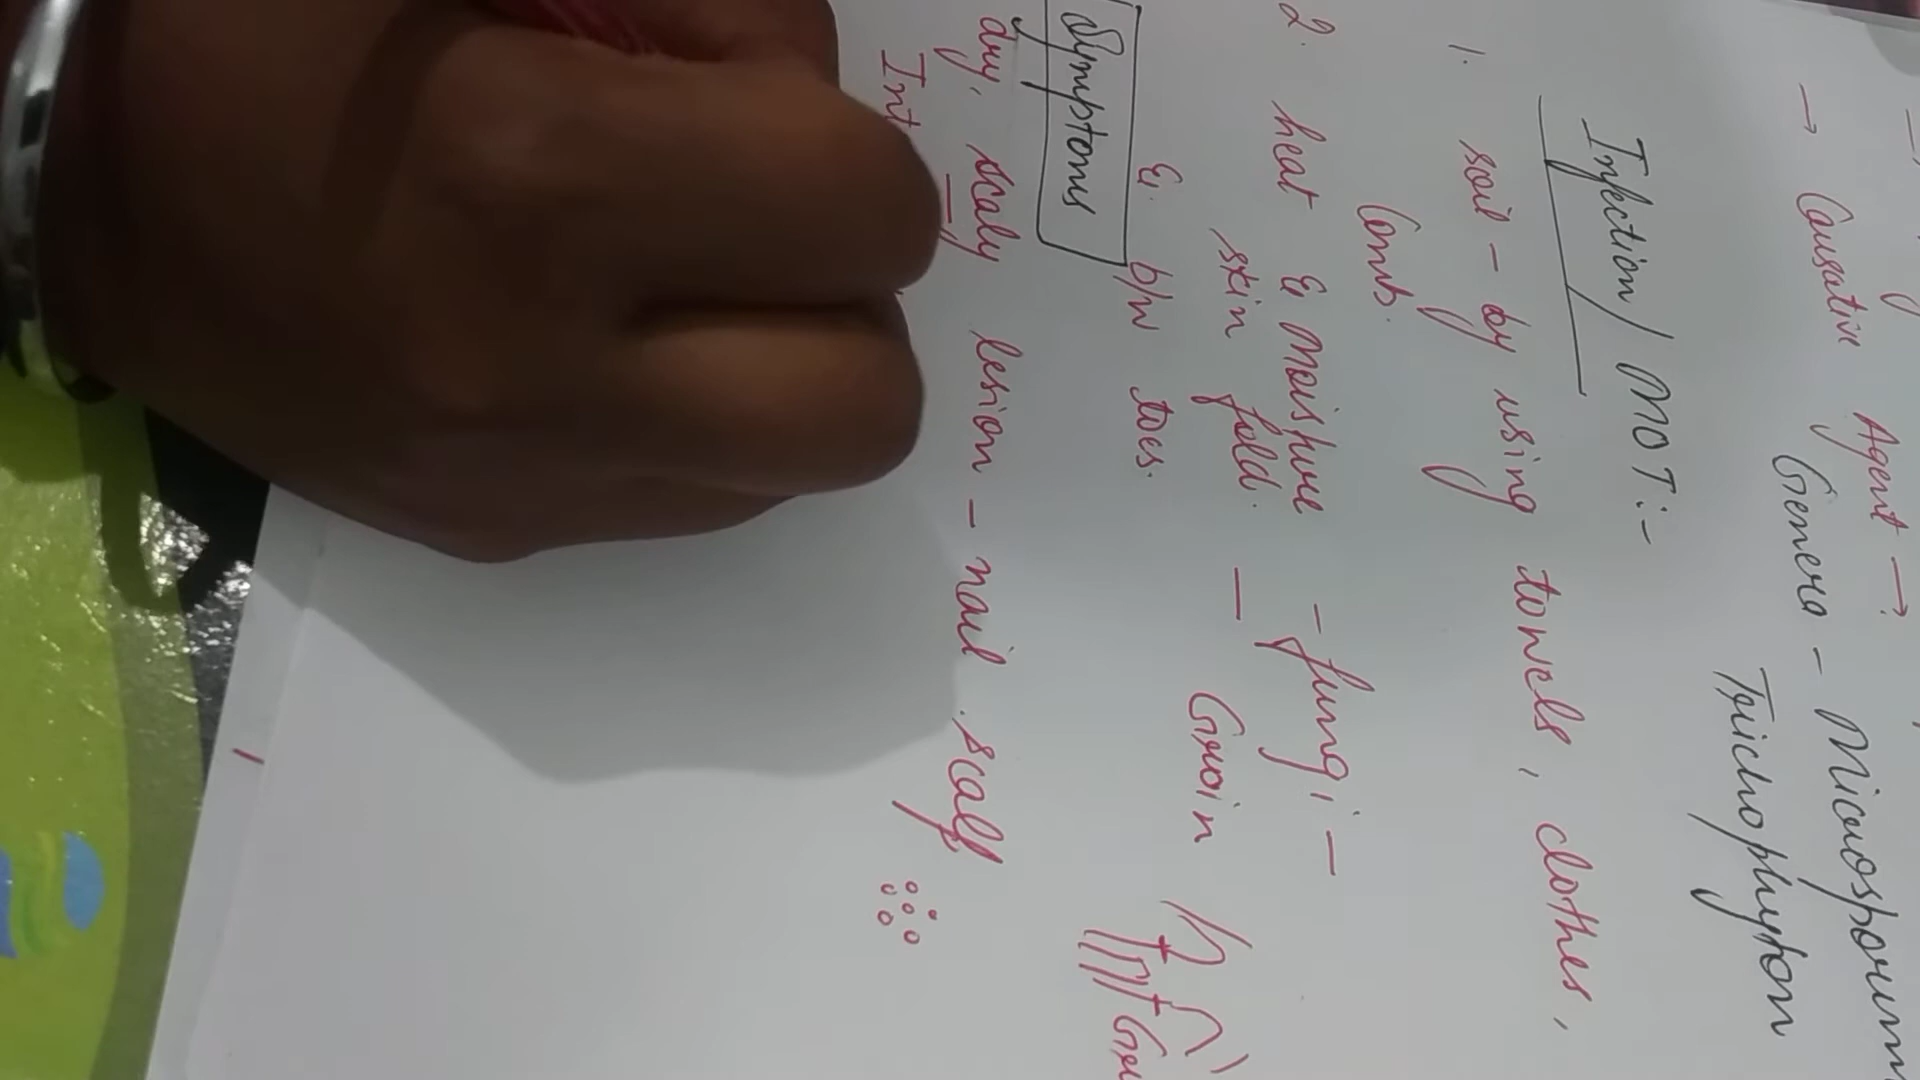 → Causative Agent →
Genera - Microsporum
Trichophyton
Infection / MOT :-
1. soil - by using towels, clothes,
Comb.
2. heat & moisture - fungi -
skin fold. — Groin
& b/w toes.
Symptoms
dry, scaly lesion - nail, scalp
Int